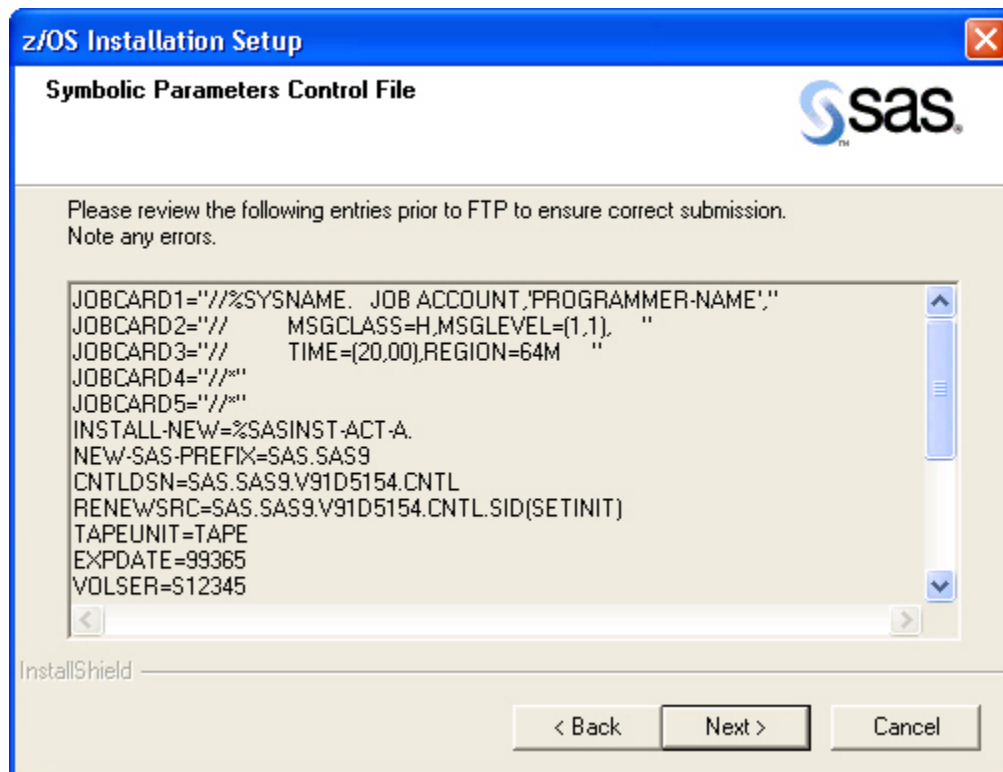 z/OS Installation Setup
Symbolic Parameters Control File
sas
TM
®
Please review the following entries prior to FTP to ensure correct submission.
Note any errors.
JOBCARD1="//%SYSNAME.   JOB ACCOUNT,'PROGRAMMER-NAME',"
JOBCARD2="//         MSGCLASS=H,MSGLEVEL=(1,1),    "
JOBCARD3="//         TIME=(20,00),REGION=64M    "
JOBCARD4="//*"
JOBCARD5="//*"
INSTALL-NEW=%SASINST-ACT-A.
NEW-SAS-PREFIX=SAS.SAS9
CNTLDSN=SAS.SAS9.V91D5154.CNTL
RENEWSRC=SAS.SAS9.V91D5154.CNTL.SID(SETINIT)
TAPEUNIT=TAPE
EXPDATE=99365
VOLSER=S12345
InstallShield
< Back
Next >
Cancel